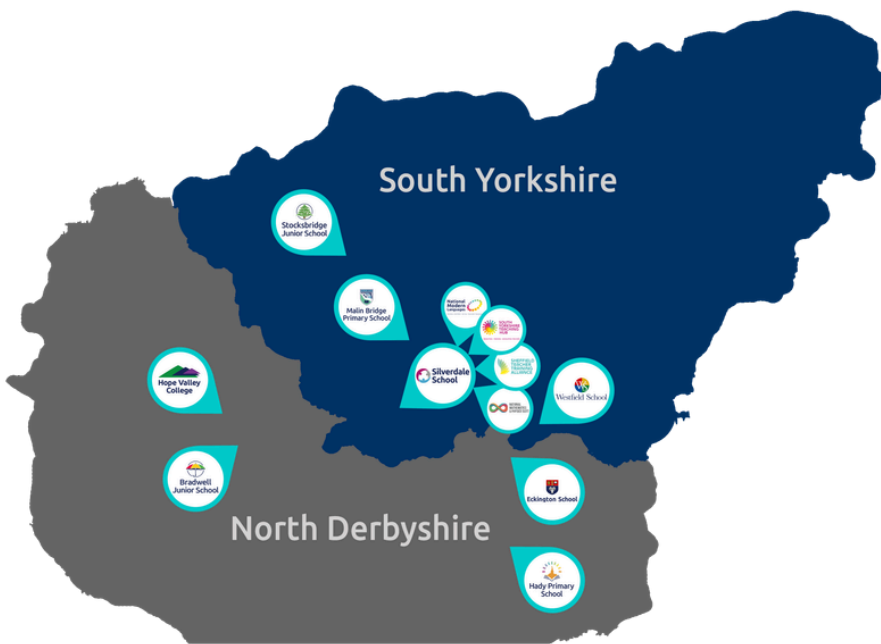 South Yorkshire
Stocksbridge
Junior School
Malin Bridge
Primary School
National
Modern
Languages
SOUTH
YORKSHIRE
TEACHING
HUB
Silverdale
School
SHEFFIELD
TEACHER
TRAINING
ALLIANCE
Hope Valley
College
Westfield School
Bradwell
Junior School
Eckington School
North Derbyshire
Hady Primary
School